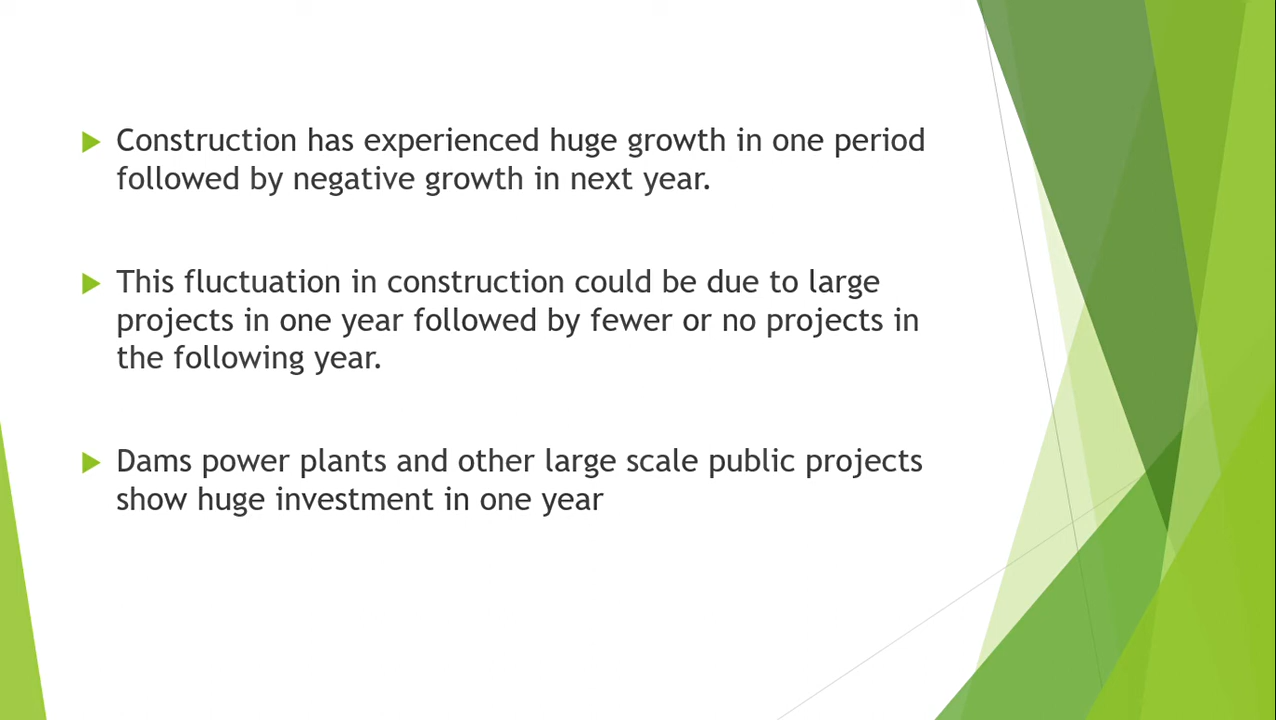 Construction has experienced huge growth in one period
followed by negative growth in next year.
This fluctuation in construction could be due to large
projects in one year followed by fewer or no projects in
the following year.
Dams power plants and other large scale public projects
show huge investment in one year